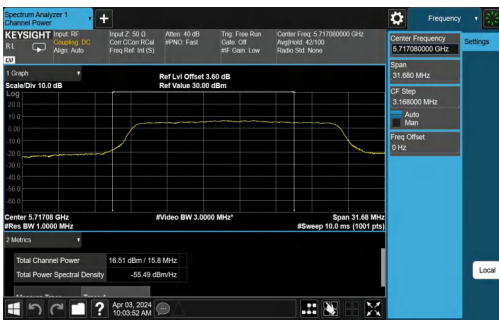 Spectrum Analyzer 1
Channel Power
+
Frequency
KEYSIGHT
RL
Input: RF
Coupling: DC
Align: Auto
Input Z: 50 Ω
Corr CCorr RCal
Freq Ref: Int (S)
Atten: 40 dB
#PNO: Fast
Trig: Free Run
Gate: Off
#IF Gain: Low
Center Freq: 5.717080000 GHz
Avg|Hold: 42/100
Radio Std: None
Center Frequency
5.717080000 GHz
Settings
Span
31.680 MHz
CF Step
3.168000 MHz
Auto
Man
Freq Offset
0 Hz
1 Graph
Scale/Div 10.0 dB
Ref Lvl Offset 3.60 dB
Ref Value 30.00 dBm
Log
20.0
10.0
0.00
-10.0
-20.0
-30.0
-40.0
-50.0
-60.0
Center 5.71708 GHz
#Res BW 1.0000 MHz
#Video BW 3.0000 MHz*
Span 31.68 MHz
#Sweep 10.0 ms (1001 pts)
2 Metrics
Total Channel Power
16.51 dBm / 15.8 MHz
Total Power Spectral Density
-55.49 dBm/Hz
Local
?
Apr 03, 2024
10:03:52 AM